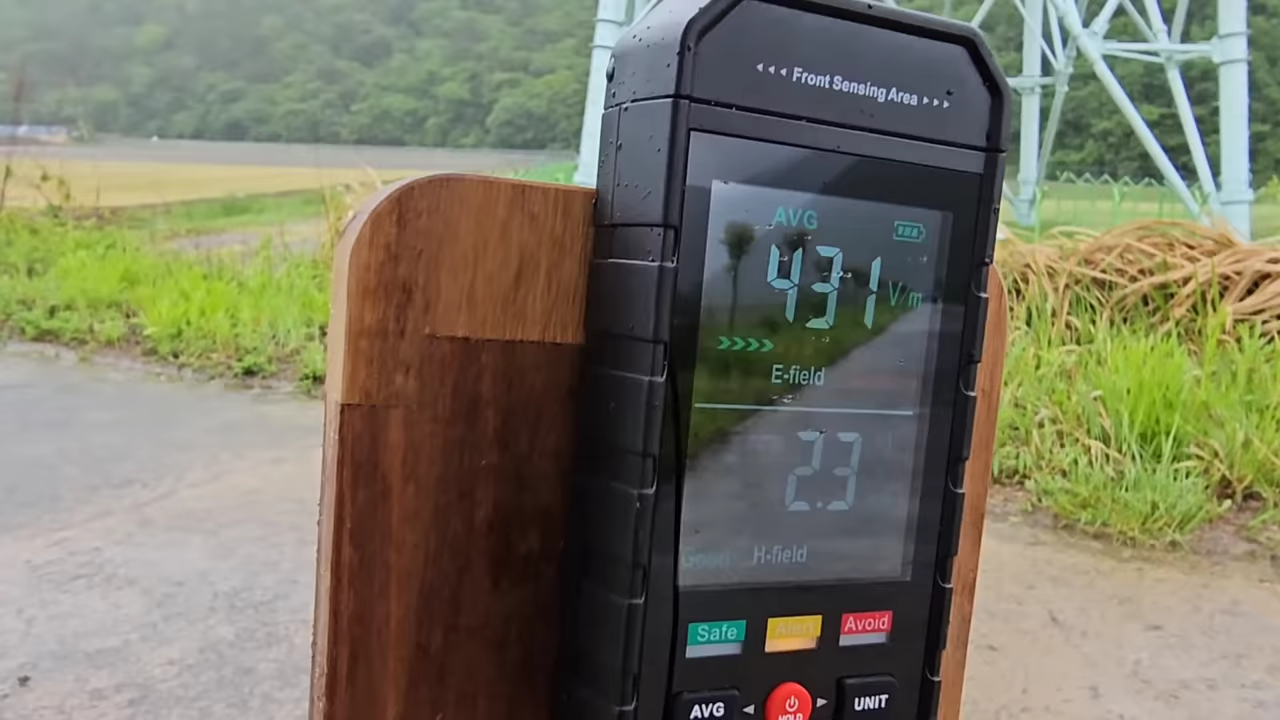 Front Sensing Area
AVG
431 V/m
E-field
2.3
Good H-field
Safe Alert Avoid
AVG HOLD UNIT